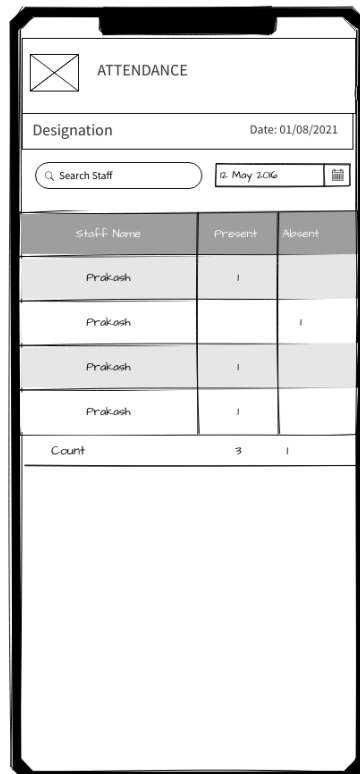 ATTENDANCE
Designation Date: 01/08/2021
Search Staff 12 May 2016
Staff Name Present Absent
Prakash 1
Prakash 1
Prakash 1
Prakash 1
Count 3 1